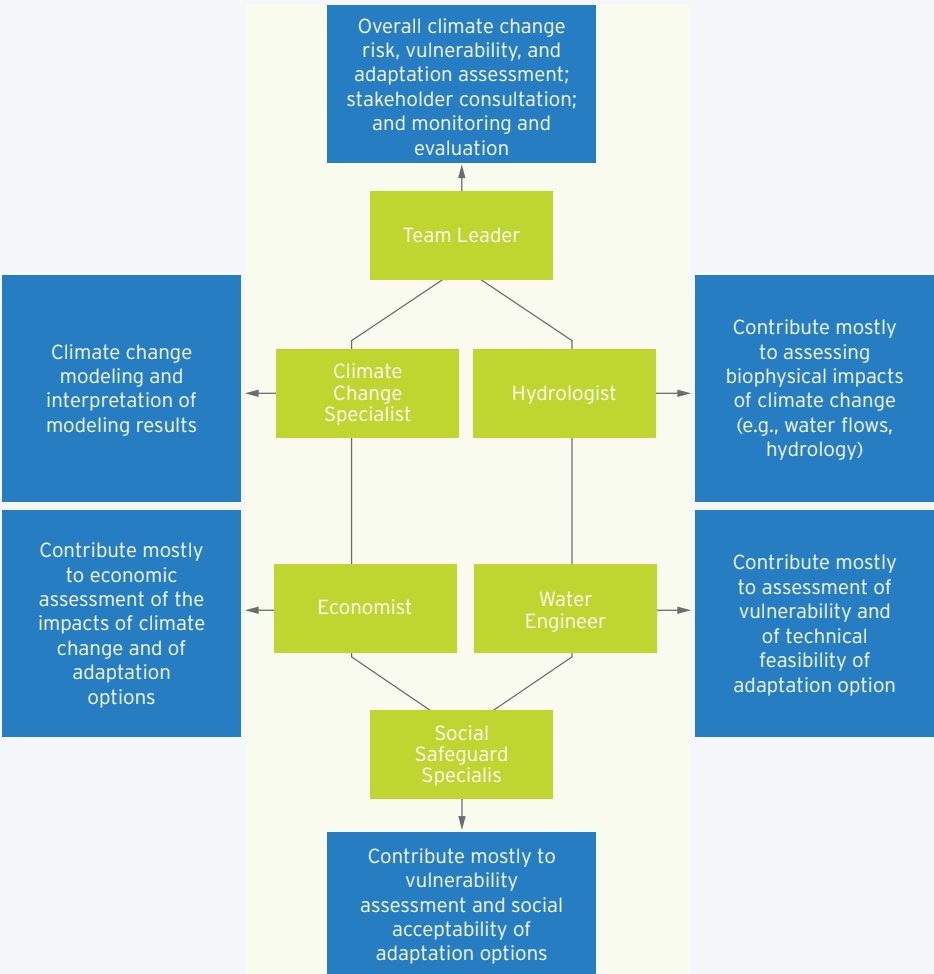 Overall climate change
risk, vulnerability, and
adaptation assessment;
stakeholder consultation;
and monitoring and
evaluation
Team Leader
Climate change
modeling and
interpretation of
modeling results
Climate
Change
Specialist
Hydrologist
Contribute mostly
to assessing
biophysical impacts
of climate change
(e.g., water flows,
hydrology)
Contribute mostly
to economic
assessment of the
impacts of climate
change and of
adaptation
options
Economist
Water
Engineer
Contribute mostly
to assessment of
vulnerability and
of technical
feasibility of
adaptation option
Social
Safeguard
Specialis
Contribute mostly to
vulnerability
assessment and social
acceptability of
adaptation options